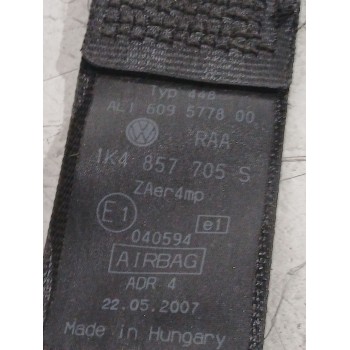 Typ 448
ALI 609 5778 00
RAA
1K4 857 705 S
ZAer4mp
E1
e1
040594
AIRBAG
ADR 4
22.05.2007
Made in Hungary